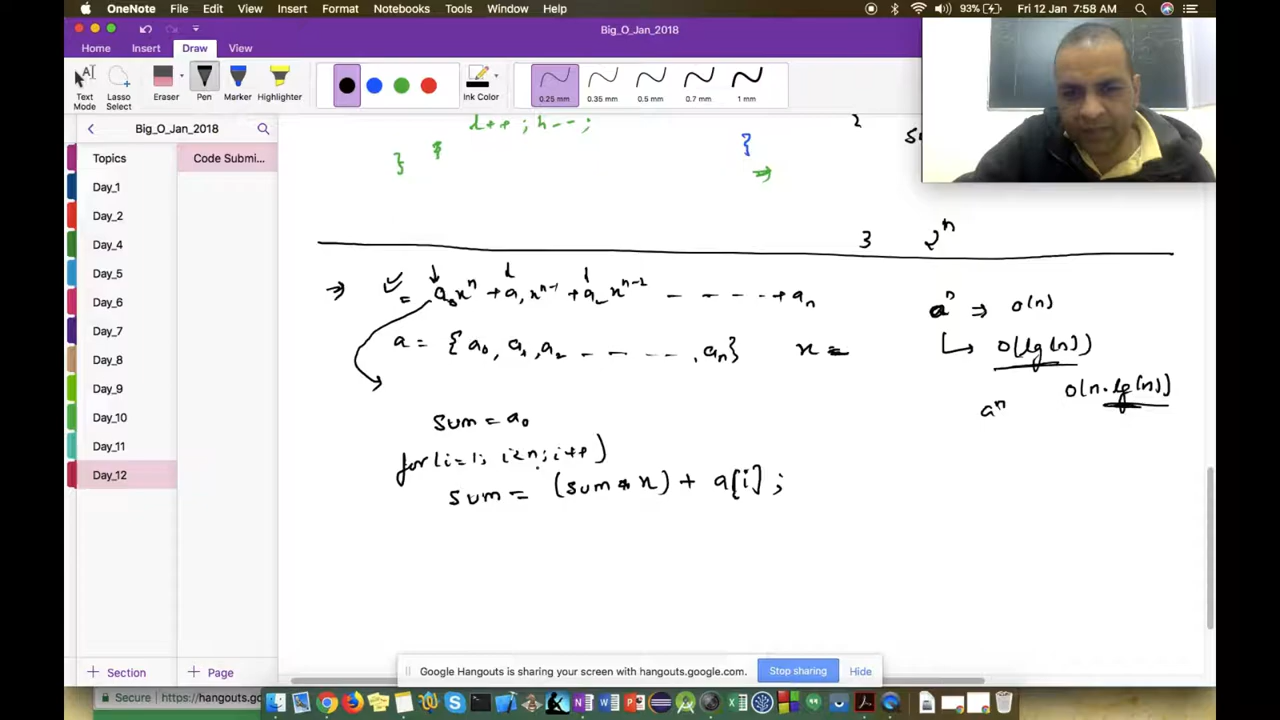 OneNote File Edit View Insert Format Notebooks Tools Window Help 93% Fri 12 Jan 7:58 AM
Big_O_Jan_2018
Home Insert Draw View
Text Mode
Lasso Select
Eraser
Pen
Marker
Highlighter
Ink Color
0.25 mm 0.35 mm 0.5 mm 0.7 mm 1 mm
Big_O_Jan_2018
Topics
Day_1
Day_2
Day_4
Day_5
Day_6
Day_7
Day_8
Day_9
Day_10
Day_11
Day_12
+ Section
Code Submi...
+ Page
l++; h--;
}
}
2
3 2ⁿ
⇒ = a₀xⁿ + a₁xⁿ⁻¹ + a₂xⁿ⁻² - - - - - + aₙ
a = {a₀, a₁, a₂ - - - - -, aₙ} x =
sum = a₀
for(i=1; i≤n; i++)
sum = (sum * x) + a[i];
aⁿ ⇒ O(n)
O(lg(n))
O(n.lg(n))
aⁿ
Google Hangouts is sharing your screen with hangouts.google.com. Stop sharing Hide
Secure https://hangouts.go